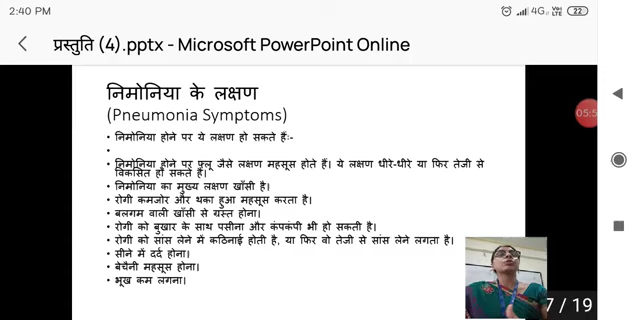 2:40 PM
4G
Vo)
LTE
22
प्रस्तुति (4).pptx - Microsoft PowerPoint Online
निमोनिया के लक्षण
(Pneumonia Symptoms)
• निमोनिया होने पर ये लक्षण हो सकते हैंः-
•
• निमोनिया होने पर फ्लू जैसे लक्षण महसूस होते हैं। ये लक्षण धीरे-धीरे या फिर तेजी से
विकसित हो सकते हैं।
• निमोनिया का मुख्य लक्षण खाँसी है।
• रोगी कमजोर और थका हुआ महसूस करता है।
• बलगम वाली खाँसी से ग्रस्त होना।
• रोगी को बुखार के साथ पसीना और कंपकंपी भी हो सकती है।
• रोगी को सांस लेने में कठिनाई होती है, या फिर वो तेजी से सांस लेने लगता है।
• सीने में दर्द होना।
• बेचैनी महसूस होना।
• भूख कम लगना।
7 / 19